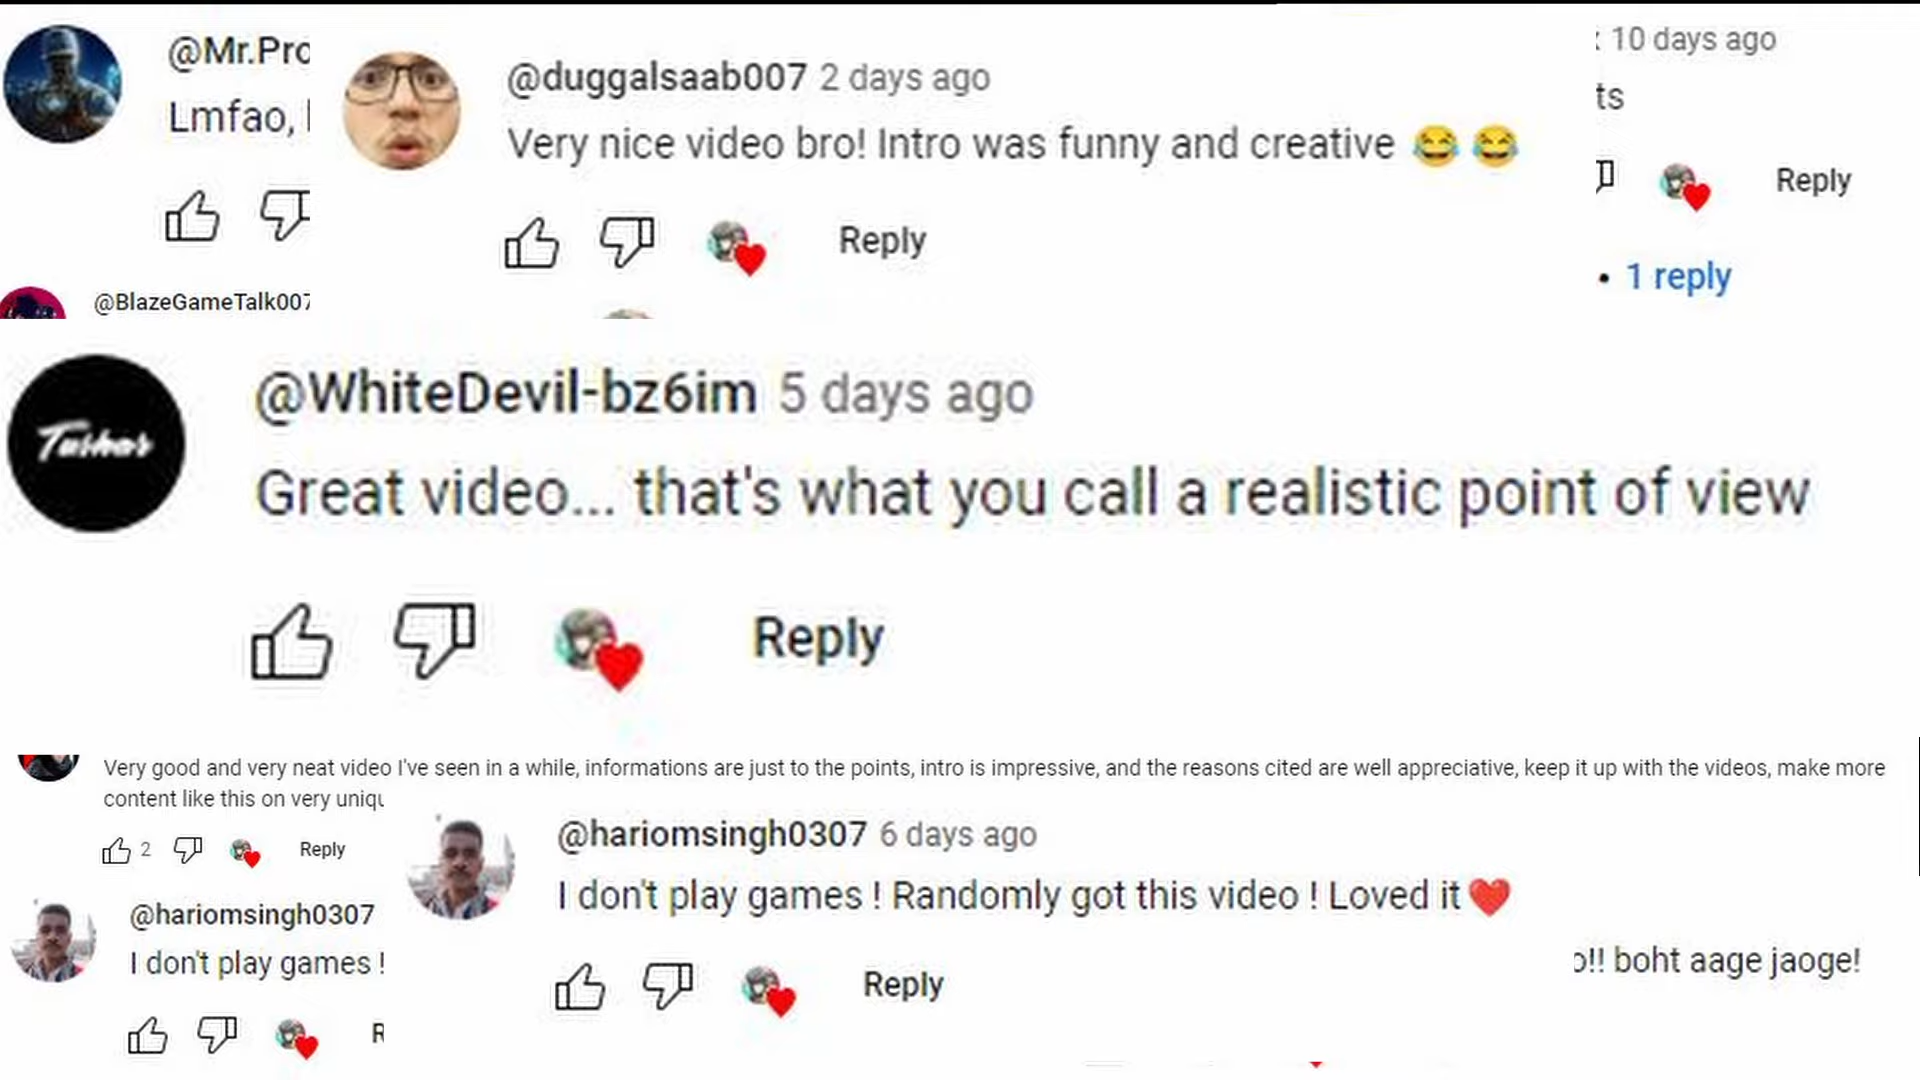 @Mr.Pro
Lmfao,
@duggalsaab007 2 days ago
Very nice video bro! Intro was funny and creative 😂 😂
Reply
10 days ago
ts
Reply
• 1 reply
@BlazeGameTalk007
Tushar
@WhiteDevil-bz6im 5 days ago
Great video... that's what you call a realistic point of view
Reply
Very good and very neat video I've seen in a while, informations are just to the points, intro is impressive, and the reasons cited are well appreciative, keep it up with the videos, make more
content like this on very uniqu
2 Reply
@hariomsingh0307
I don't play games !
R
@hariomsingh0307 6 days ago
I don't play games ! Randomly got this video ! Loved it❤️
Reply
o!! boht aage jaoge!